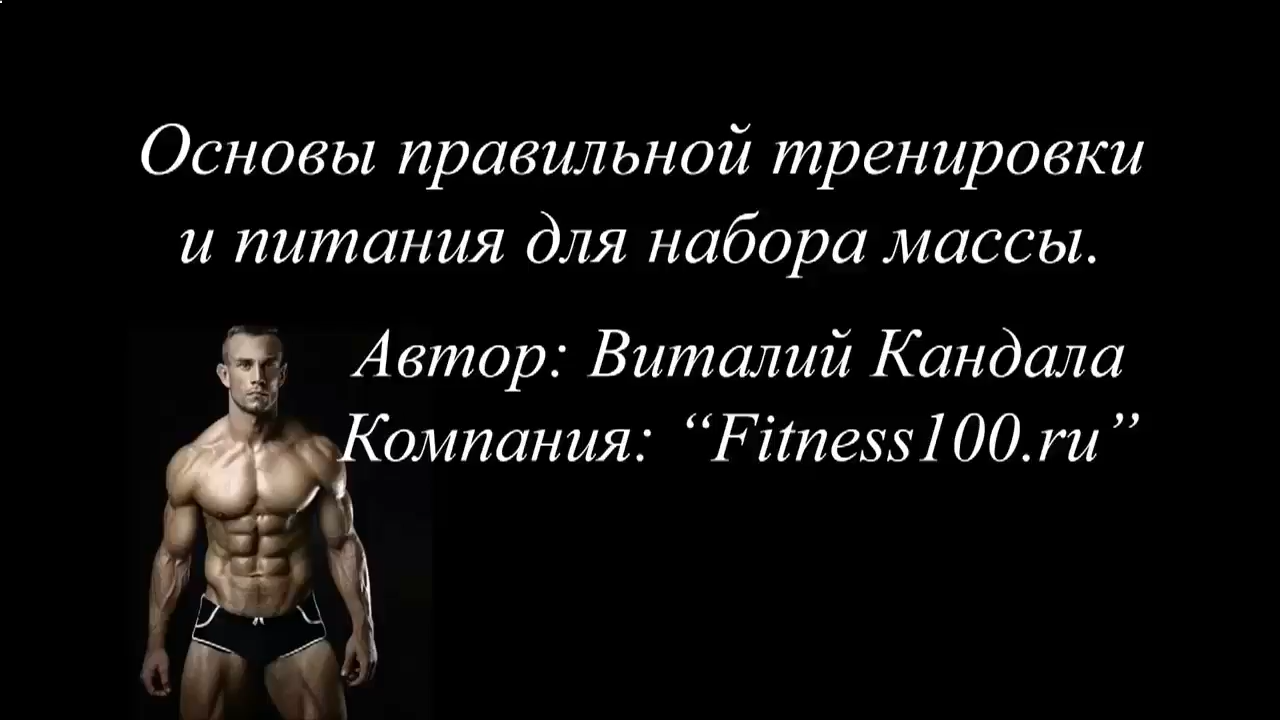 Основы правильной тренировки
и питания для набора массы.
Автор: Виталий Кандала
Компания: “Fitness100.ru”